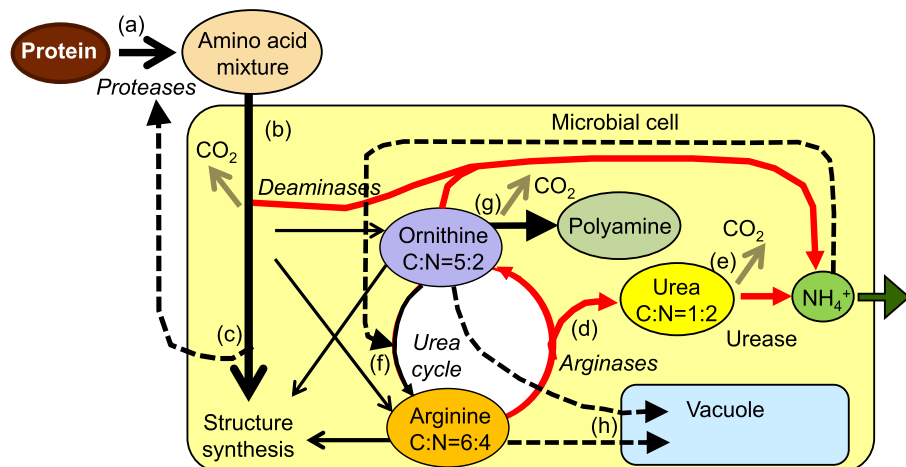 (a)
Protein
Amino acid
mixture
Proteases
(b)
Microbial cell
CO2
Deaminases
CO2
(g)
Ornithine
C:N=5:2
Polyamine
CO2
(e)
Urea
C:N=1:2
NH4+
(c)
(f)
Urea
cycle
(d)
Arginases
Urease
Structure
synthesis
Arginine
C:N=6:4
(h)
Vacuole